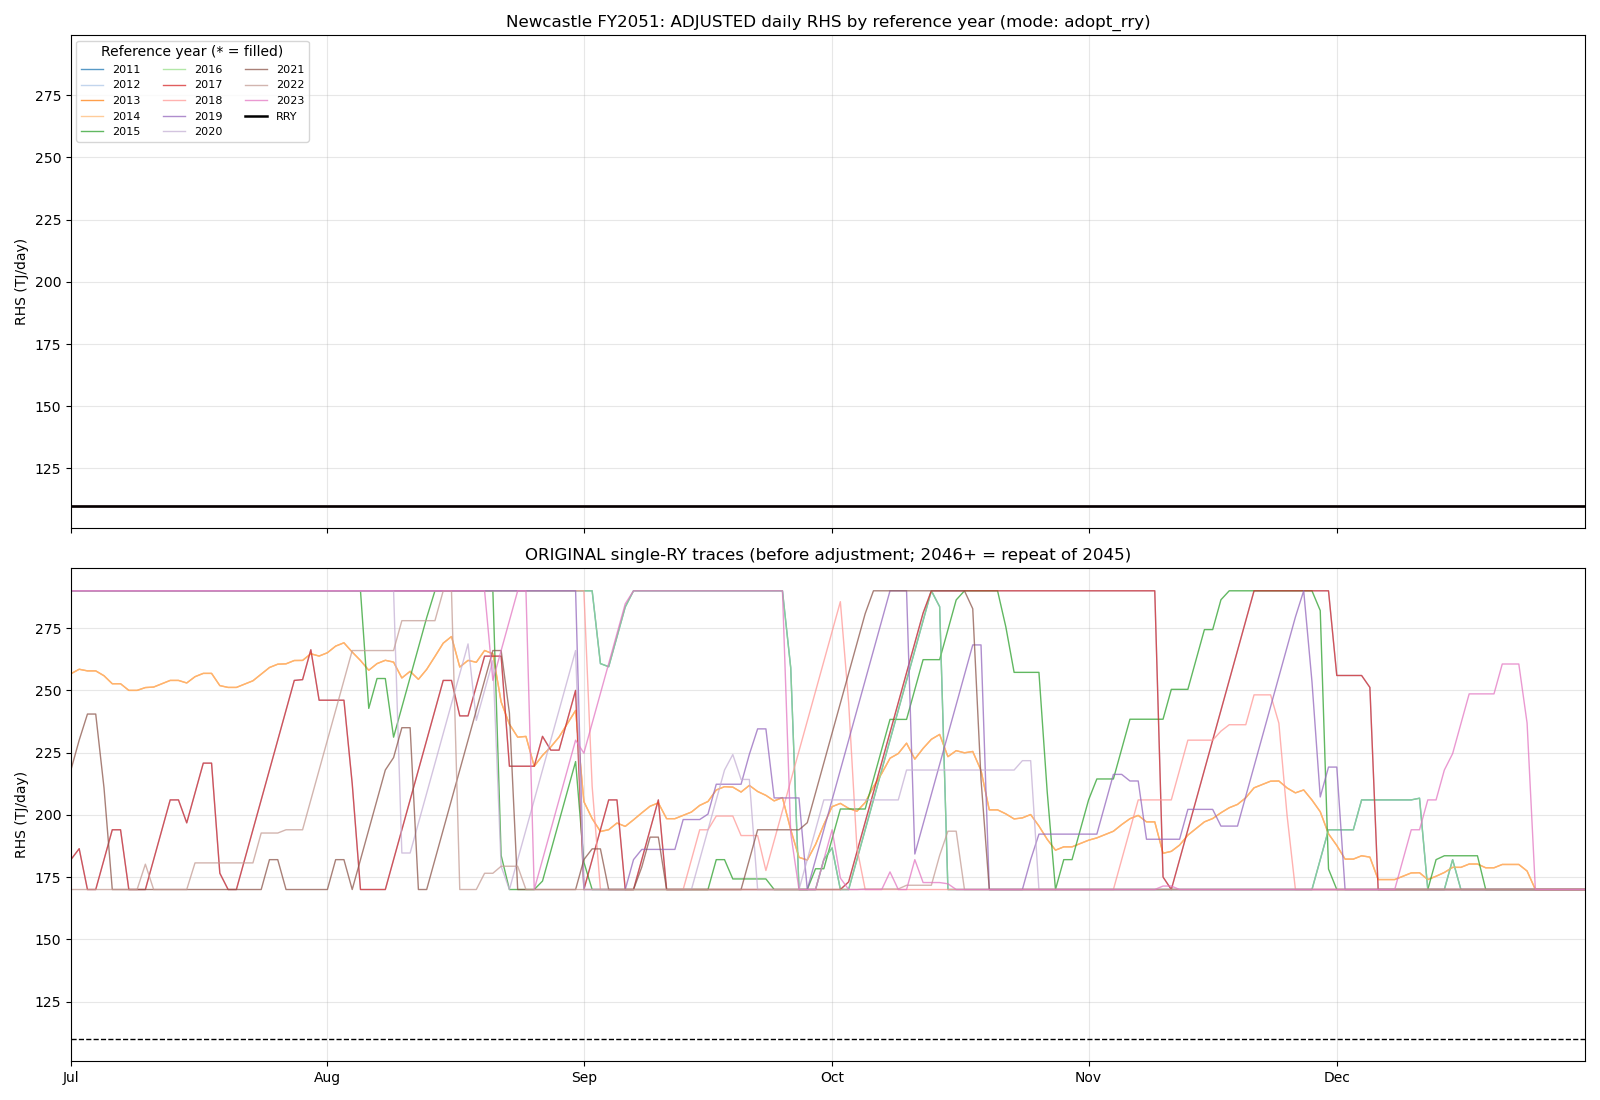 Newcastle FY2051: ADJUSTED daily RHS by reference year (mode: adopt_rry)
Reference year (* = filled)
2011 2016 2021
2012 2017 2022
2013 2018 2023
2014 2019 RRY
2015 2020
275
250
225
200
175
150
125
RHS (TJ/day)
ORIGINAL single-RY traces (before adjustment; 2046+ = repeat of 2045)
275
250
225
200
175
150
125
RHS (TJ/day)
Jul Aug Sep Oct Nov Dec